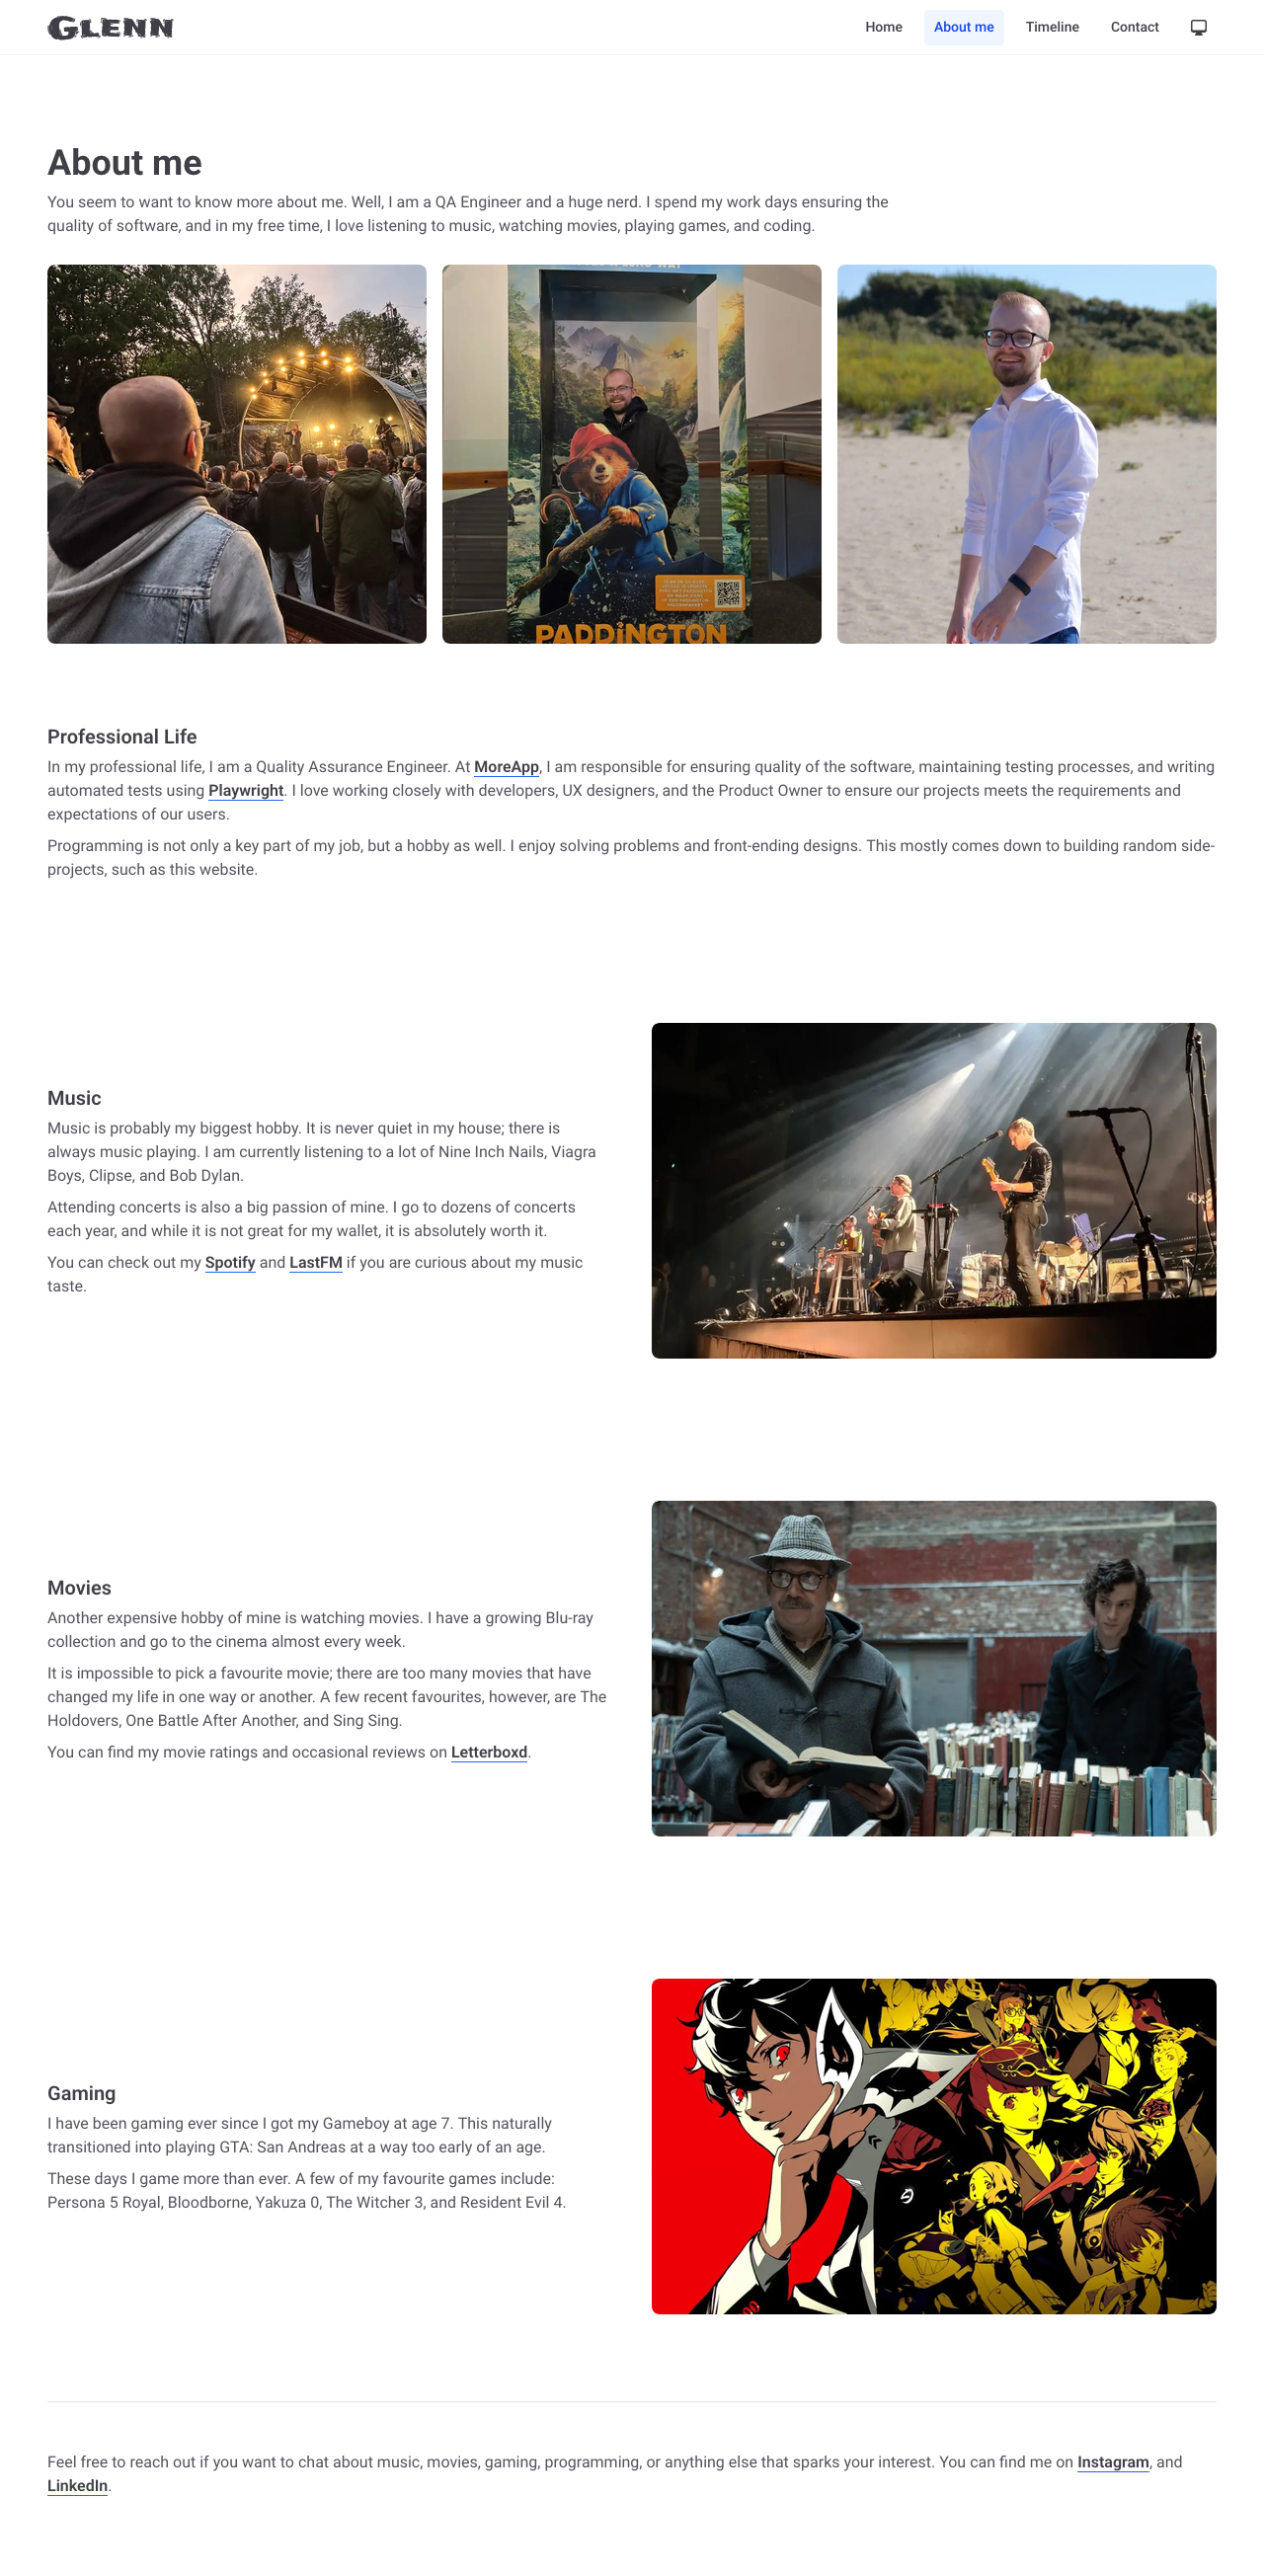 GLENN
Home
About me
Timeline
Contact
About me
You seem to want to know more about me. Well, I am a QA Engineer and a huge nerd. I spend my work days ensuring the
quality of software, and in my free time, I love listening to music, watching movies, playing games, and coding.
PADDINGTON
Professional Life
In my professional life, I am a Quality Assurance Engineer. At MoreApp, I am responsible for ensuring quality of the software, maintaining testing processes, and writing
automated tests using Playwright. I love working closely with developers, UX designers, and the Product Owner to ensure our projects meets the requirements and
expectations of our users.
Programming is not only a key part of my job, but a hobby as well. I enjoy solving problems and front-ending designs. This mostly comes down to building random side-
projects, such as this website.
Music
Music is probably my biggest hobby. It is never quiet in my house; there is
always music playing. I am currently listening to a lot of Nine Inch Nails, Viagra
Boys, Clipse, and Bob Dylan.
Attending concerts is also a big passion of mine. I go to dozens of concerts
each year, and while it is not great for my wallet, it is absolutely worth it.
You can check out my Spotify and LastFM if you are curious about my music
taste.
Movies
Another expensive hobby of mine is watching movies. I have a growing Blu-ray
collection and go to the cinema almost every week.
It is impossible to pick a favourite movie; there are too many movies that have
changed my life in one way or another. A few recent favourites, however, are The
Holdovers, One Battle After Another, and Sing Sing.
You can find my movie ratings and occasional reviews on Letterboxd.
Gaming
I have been gaming ever since I got my Gameboy at age 7. This naturally
transitioned into playing GTA: San Andreas at a way too early of an age.
These days I game more than ever. A few of my favourite games include:
Persona 5 Royal, Bloodborne, Yakuza 0, The Witcher 3, and Resident Evil 4.
Feel free to reach out if you want to chat about music, movies, gaming, programming, or anything else that sparks your interest. You can find me on Instagram, and
LinkedIn.